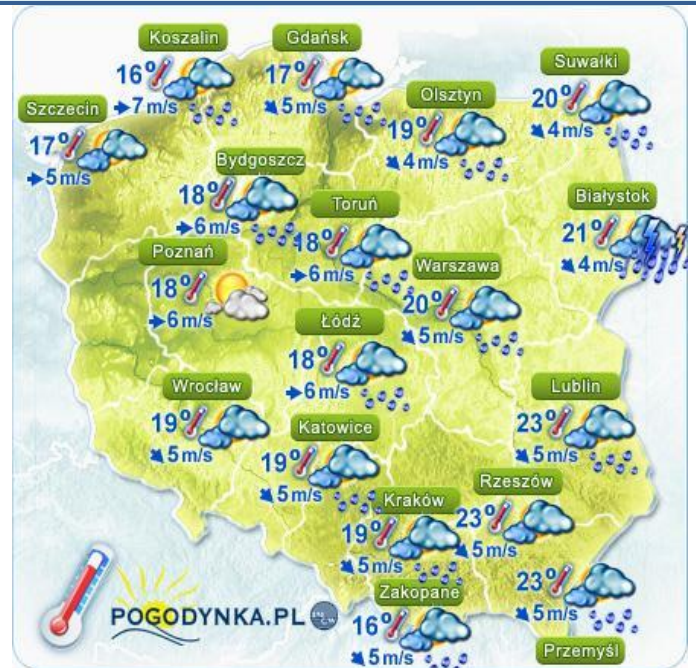 Koszalin
16°
7 m/s
Gdańsk
17°
5 m/s
Suwałki
20°
4 m/s
Szczecin
17°
5 m/s
Olsztyn
19°
4 m/s
Bydgoszcz
18°
6 m/s
Toruń
18°
6 m/s
Białystok
21°
4 m/s
Poznań
18°
6 m/s
Warszawa
20°
5 m/s
Łódź
18°
6 m/s
Wrocław
19°
5 m/s
Lublin
23°
5 m/s
Katowice
19°
5 m/s
Kraków
19°
5 m/s
Rzeszów
23°
5 m/s
Zakopane
16°
5 m/s
23°
5 m/s
Przemyśl
POGODYNKA.PL